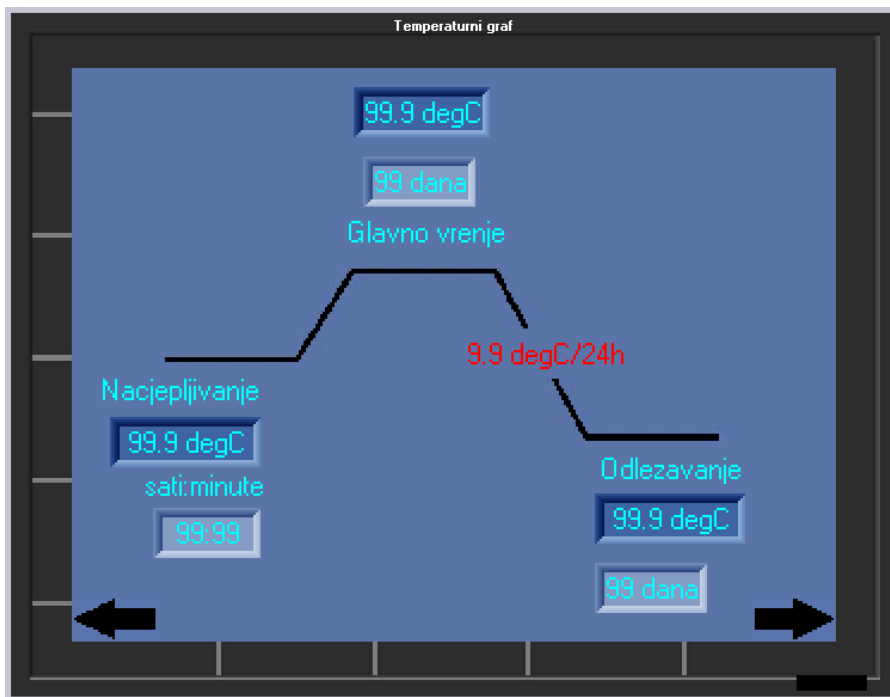 Temperaturni graf
99.9 degC
99 dana
Glavno vrenje
9.9 degC/24h
Nacjepljivanje
99.9 degC
sati:minute
99:99
Odlezavanje
99.9 degC
99 dana